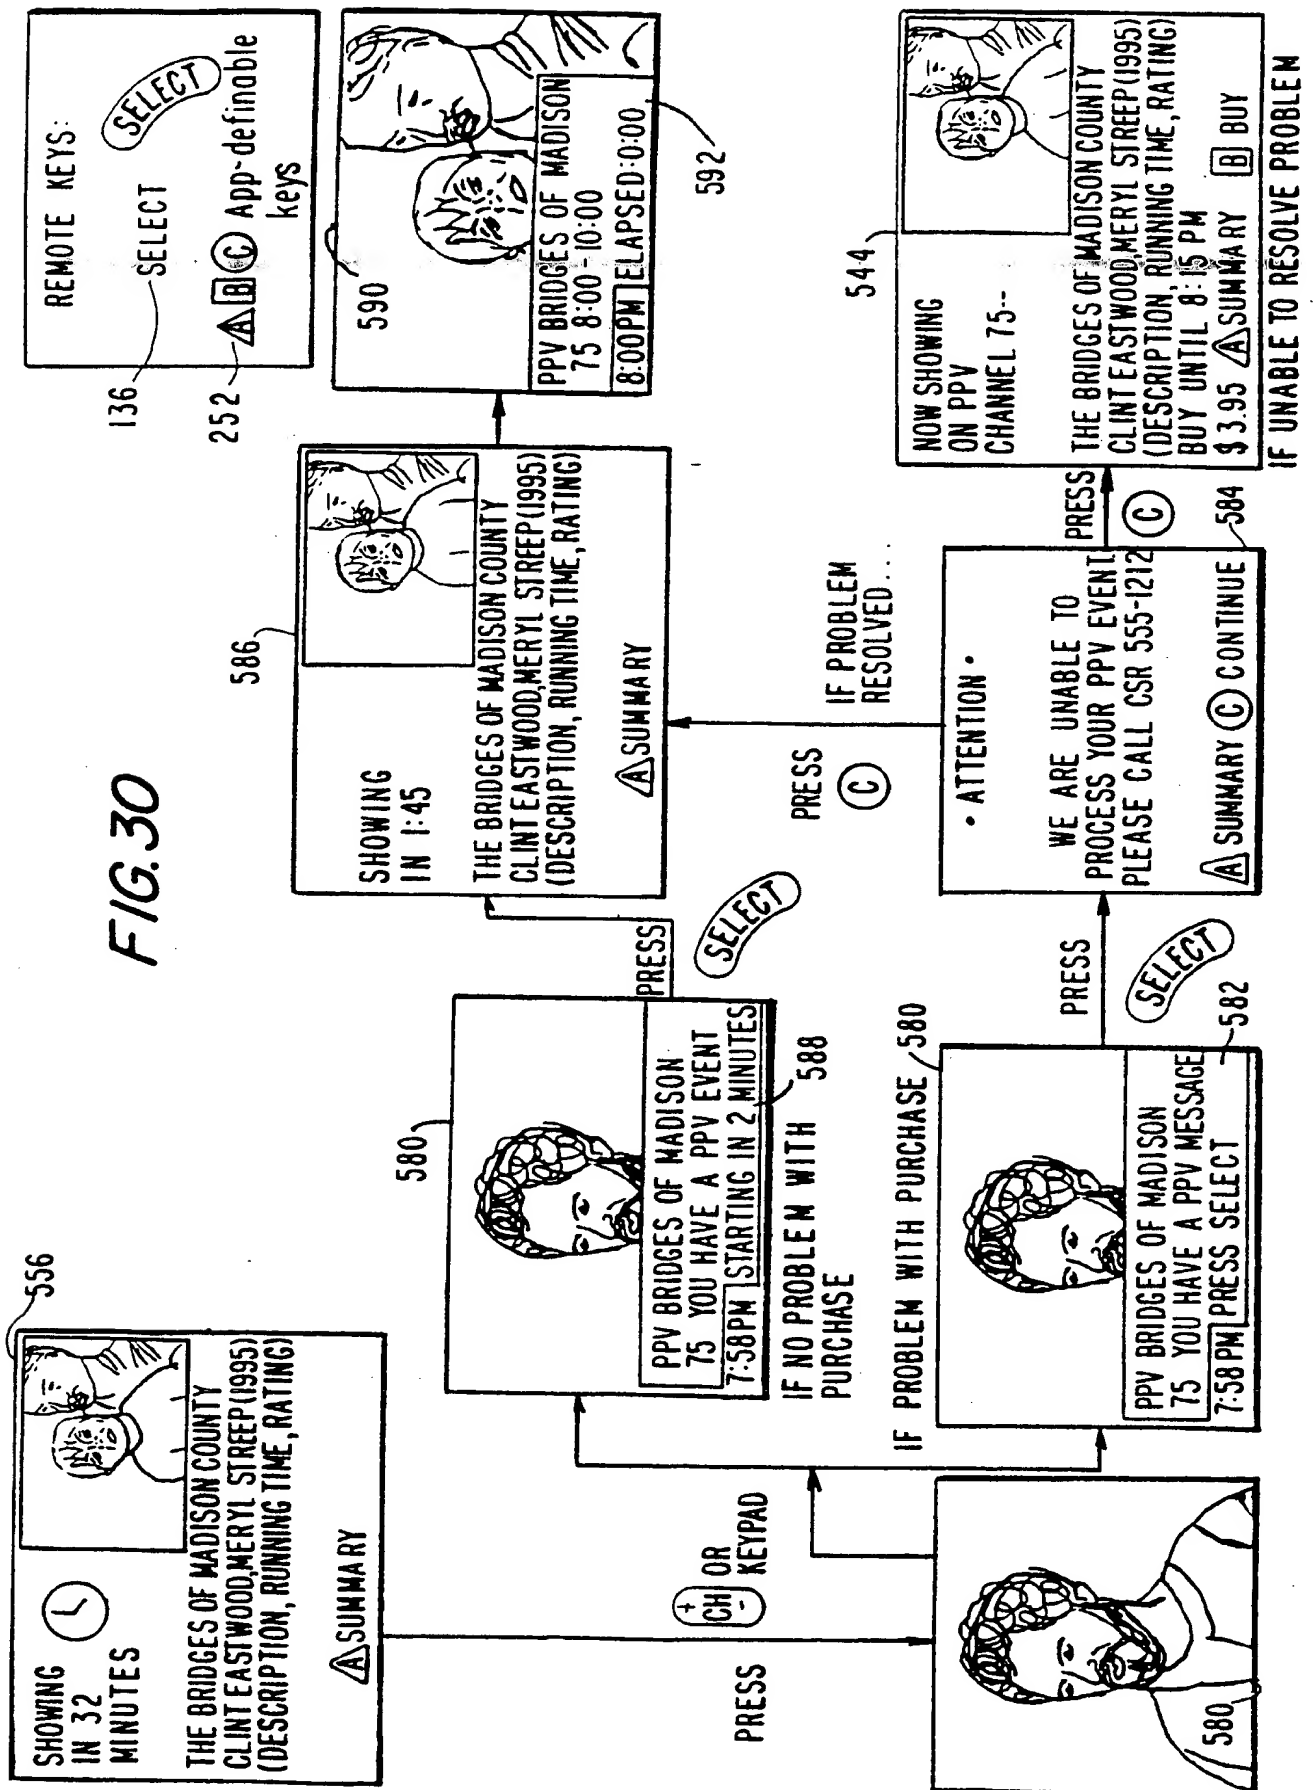 FIG.30
556
SHOWING
IN 32
MINUTES
THE BRIDGES OF MADISON COUNTY
CLINT EASTWOOD,MERYL STREEP(1995)
(DESCRIPTION, RUNNING TIME, RATING)
A SUMMARY
PRESS
+
CH
-
OR
KEYPAD
580
580
PPV BRIDGES OF MADISON
75 YOU HAVE A PPV EVENT
7:58PM STARTING IN 2 MINUTES
588
IF NO PROBLEM WITH
PURCHASE
IF PROBLEM WITH PURCHASE
580
PPV BRIDGES OF MADISON
75 YOU HAVE A PPV MESSAGE
7:58 PM PRESS SELECT
582
PRESS
SELECT
PRESS
SELECT
586
SHOWING
IN 1:45
THE BRIDGES OF MADISON COUNTY
CLINT EASTWOOD,MERYL STREEP(1995)
(DESCRIPTION, RUNNING TIME, RATING)
A SUMMARY
PRESS
C
IF PROBLEM
RESOLVED...
• ATTENTION •
WE ARE UNABLE TO
PROCESS YOUR PPV EVENT
PLEASE CALL CSR 555-1212
A SUMMARY C CONTINUE
584
PRESS
C
REMOTE KEYS:
136
SELECT
SELECT
252
A B C App-definable
keys
590
PPV BRIDGES OF MADISON
75 8:00-10:00
8:00PM ELAPSED:0:00
592
544
NOW SHOWING
ON PPV
CHANNEL 75--
THE BRIDGES OF MADISON COUNTY
CLINT EASTWOOD,MERYL STREEP(1995)
(DESCRIPTION, RUNNING TIME, RATING)
BUY UNTIL 8:15 PM
$3.95 A SUMMARY B BUY
IF UNABLE TO RESOLVE PROBLEM